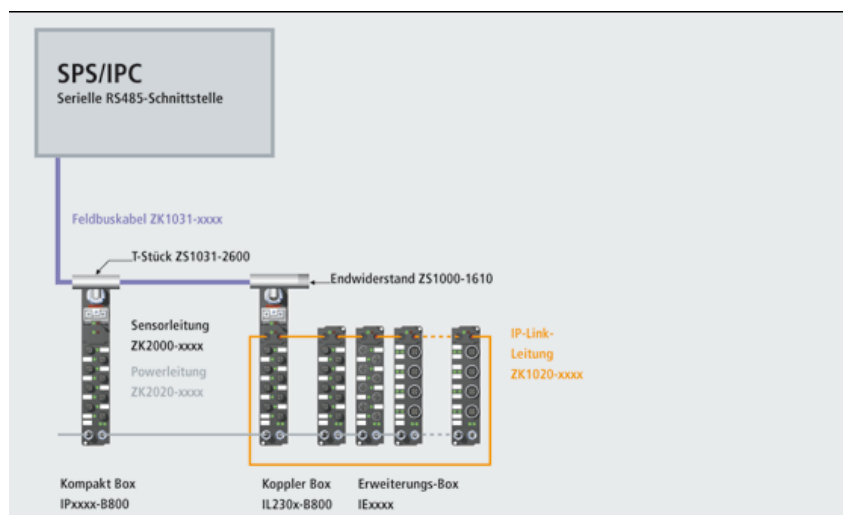 SPS/IPC
Serielle RS485-Schnittstelle
Feldbuskabel ZK1031-xxxx
T-Stück ZS1031-2600
Endwiderstand ZS1000-1610
Sensorleitung
ZK2000-xxxx
Powerleitung
ZK2020-xxxx
IP-Link-
Leitung
ZK1020-xxxx
Kompakt Box
IPxxxx-B800
Koppler Box
IL230x-B800
Erweiterungs-Box
IExxxx